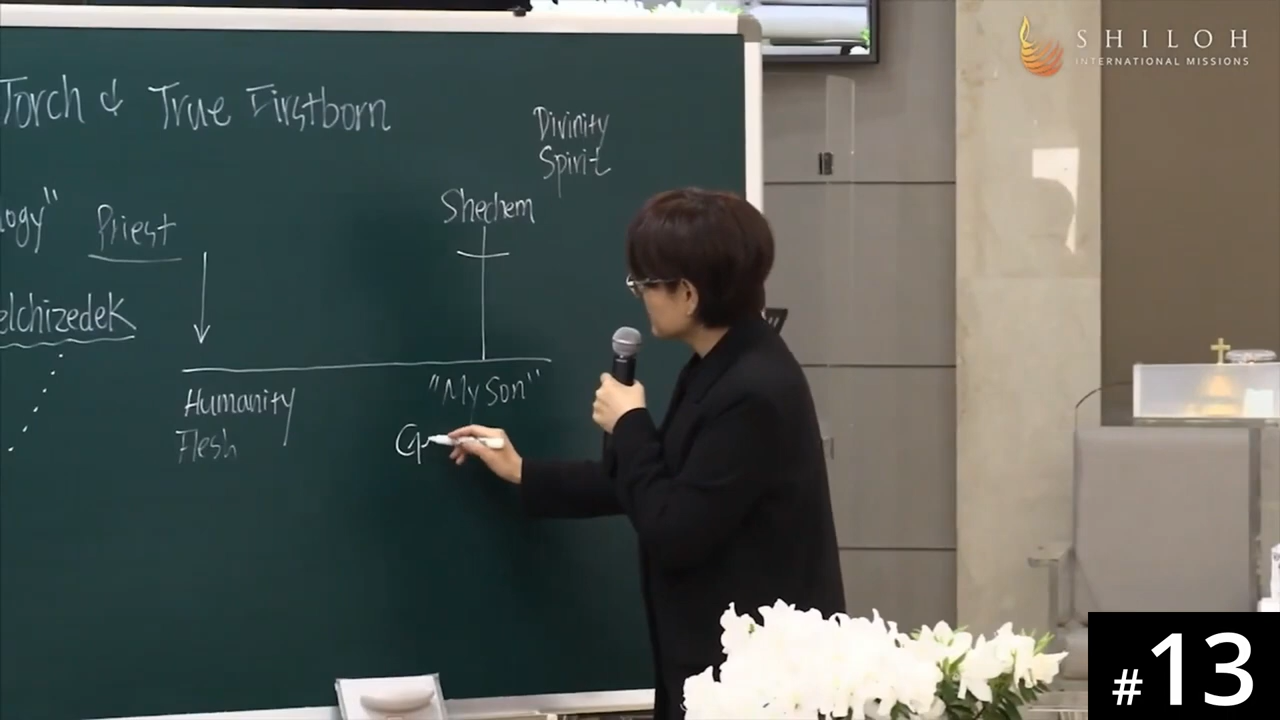 SHILOH
INTERNATIONAL MISSIONS
Torch & True Firstborn
Divinity
Spirit
logy" Priest
Shechem
elchizedek
Humanity
Flesh
"My Son"
#13